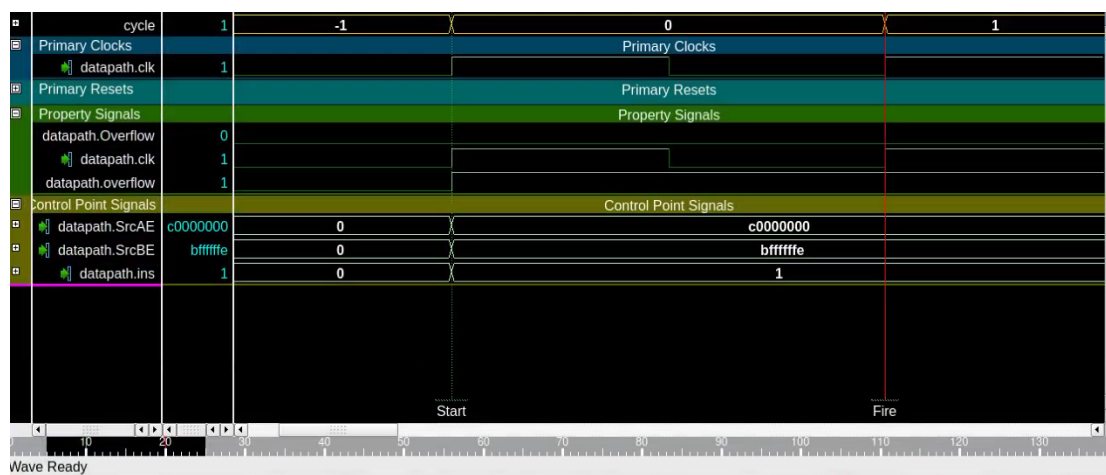 cycle 1 -1 0 1
Primary Clocks Primary Clocks
datapath.clk 1
Primary Resets Primary Resets
Property Signals Property Signals
datapath.Overflow 0
datapath.clk 1
datapath.overflow 1
Control Point Signals Control Point Signals
datapath.SrcAE c0000000 0 c0000000
datapath.SrcBE bffffffe 0 bffffffe
datapath.ins 1 0 1
Start Fire
0 10 20 30 40 50 60 70 80 90 100 110 120 130
Wave Ready